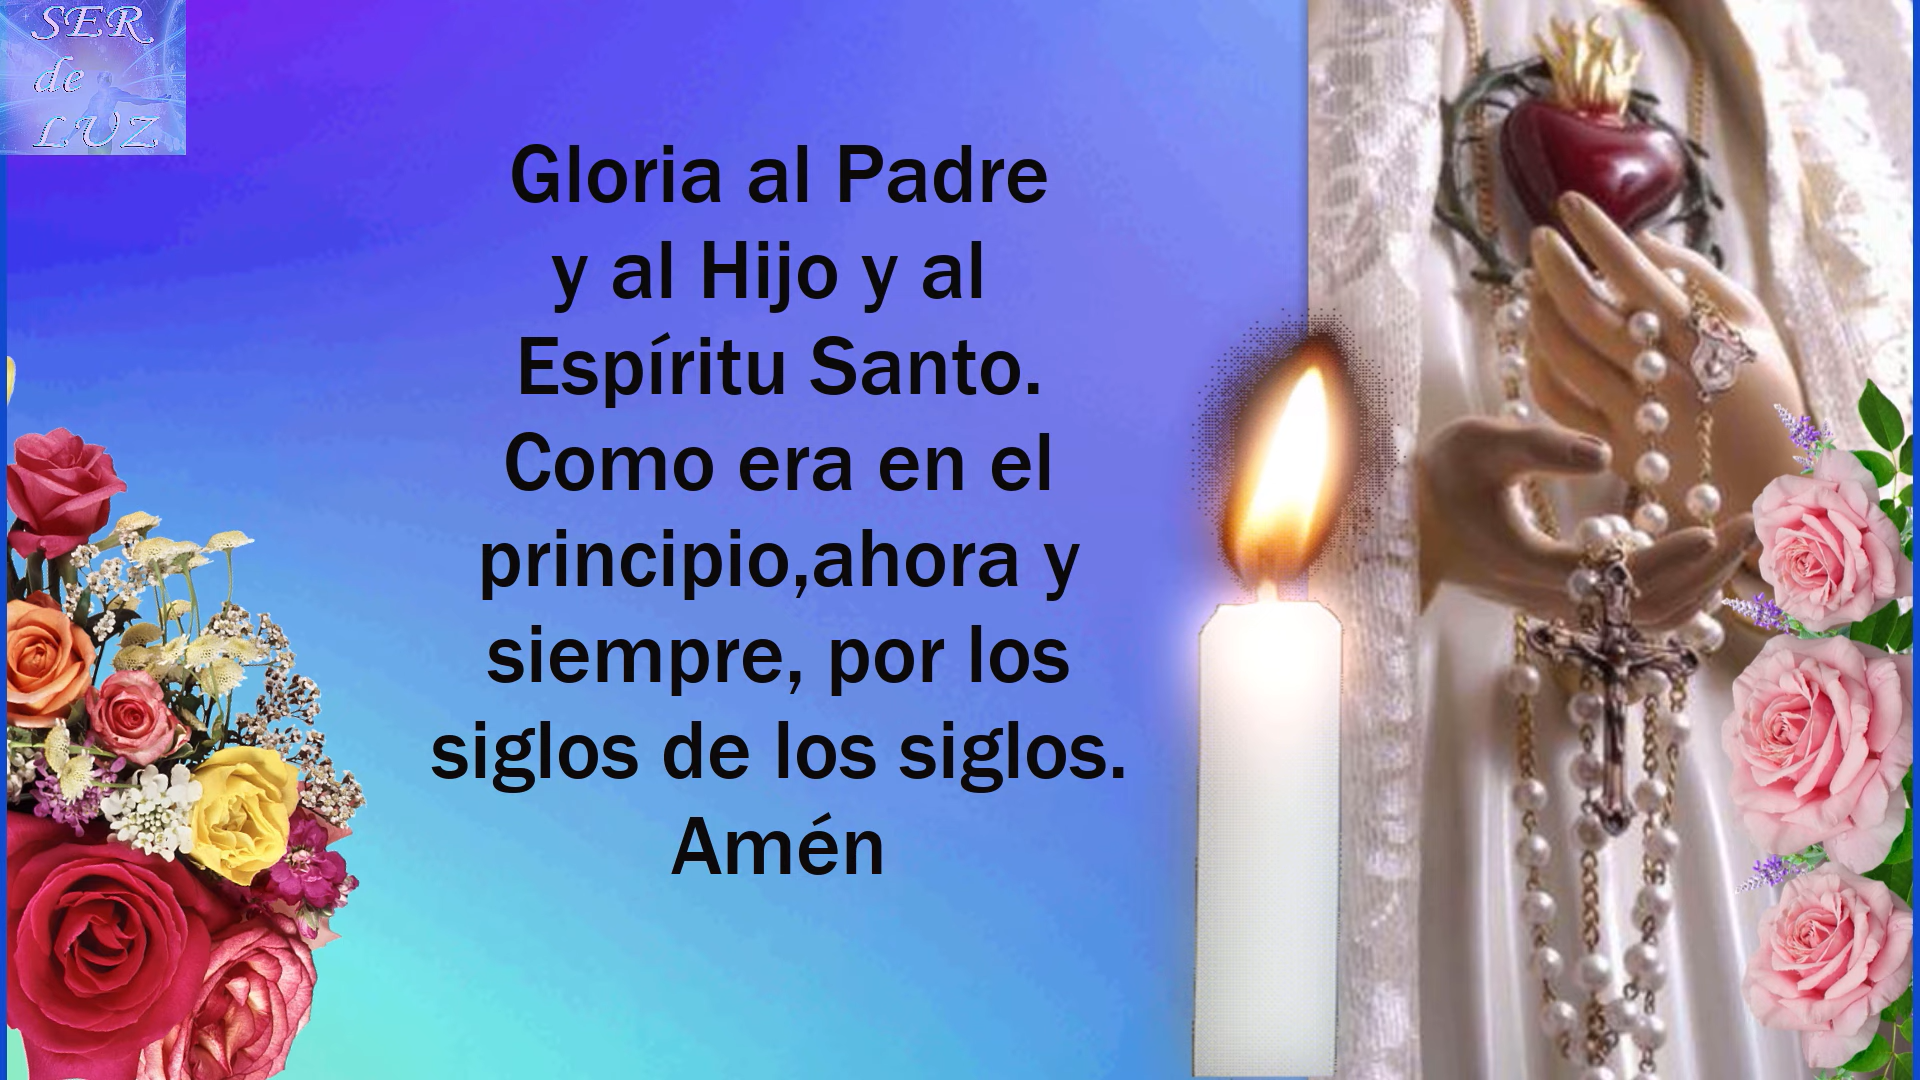 SER
de
LUZ
Gloria al Padre
y al Hijo y al
Espíritu Santo.
Como era en el
principio,ahora y
siempre, por los
siglos de los siglos.
Amén